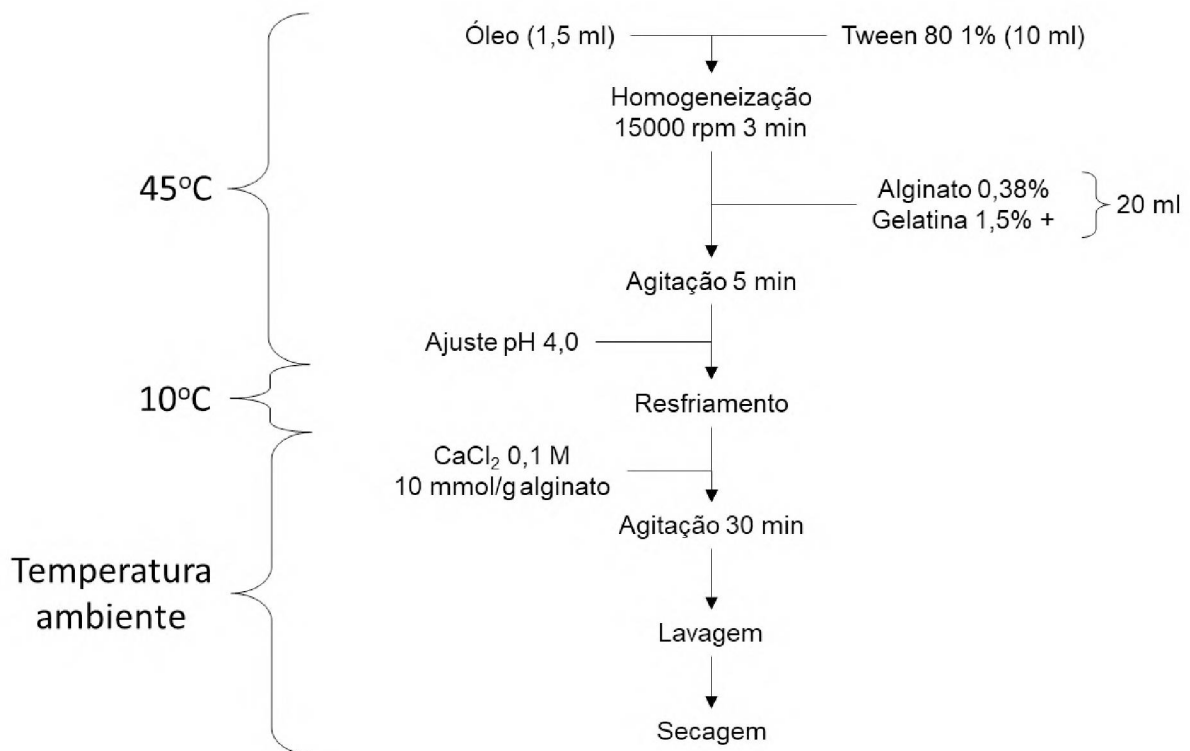 Óleo (1,5 ml)
Tween 80 1% (10 ml)
Homogeneização
15000 rpm 3 min
45ºC
Alginato 0,38%
Gelatina 1,5% +
20 ml
Agitação 5 min
Ajuste pH 4,0
10ºC
Resfriamento
CaCl₂ 0,1 M
10 mmol/g alginato
Agitação 30 min
Temperatura
ambiente
Lavagem
Secagem